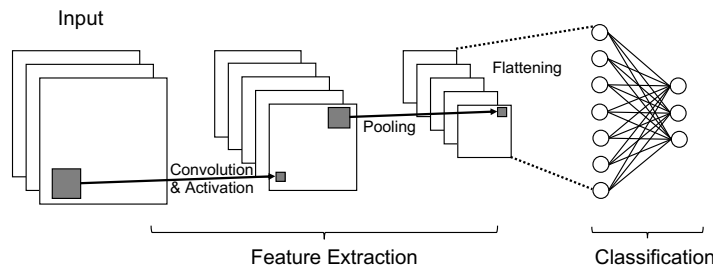 Input
Flattening
Pooling
Convolution
& Activation
Feature Extraction
Classification